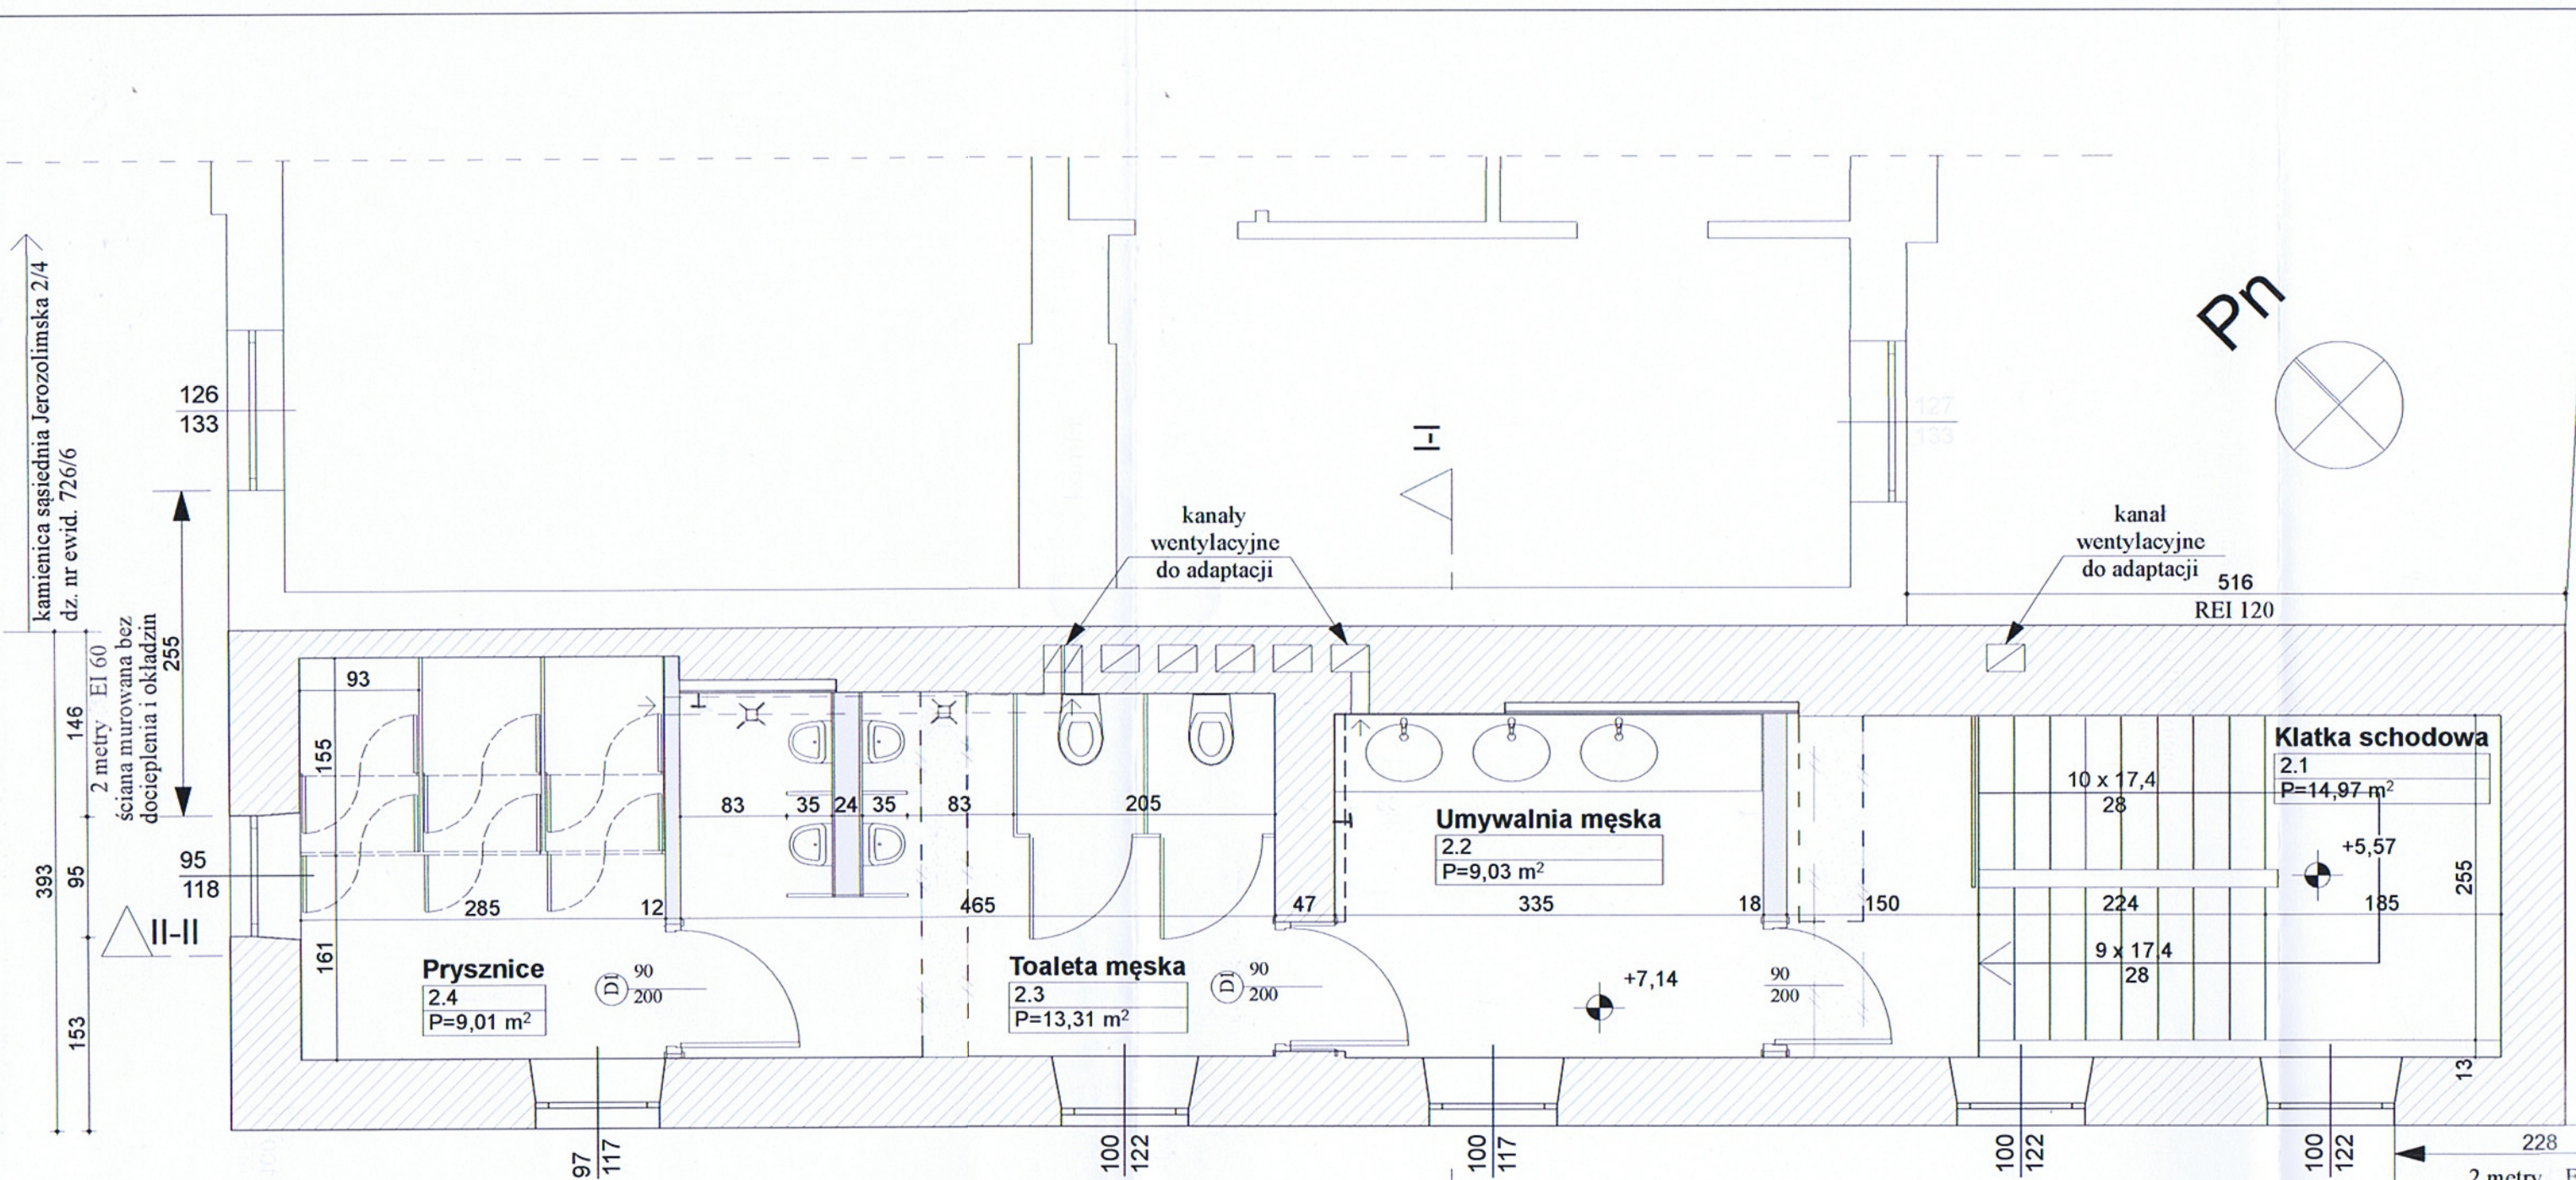 kamienica sąsiednia Jerozolimska 2/4
dz. nr ewid. 726/6
126
133
127
133
Pn
I-I
kanały
wentylacyjne
do adaptacji
kanał
wentylacyjne
do adaptacji
516
REI 120
2 metry EI 60
ściana murowana bez
docieplenia i okładzin
255
393
146
95
153
95
118
II-II
93
155
161
285
12
83
35
24
35
83
205
465
47
335
18
150
224
185
255
13
Prysznice
2.4
P=9,01 m²
D1
90
200
Toaleta męska
2.3
P=13,31 m²
D1
90
200
Umywalnia męska
2.2
P=9,03 m²
+7,14
90
200
Klatka schodowa
2.1
P=14,97 m²
10 x 17,4
28
+5,57
9 x 17,4
28
97
117
100
122
100
117
100
122
100
122
228
2 metry